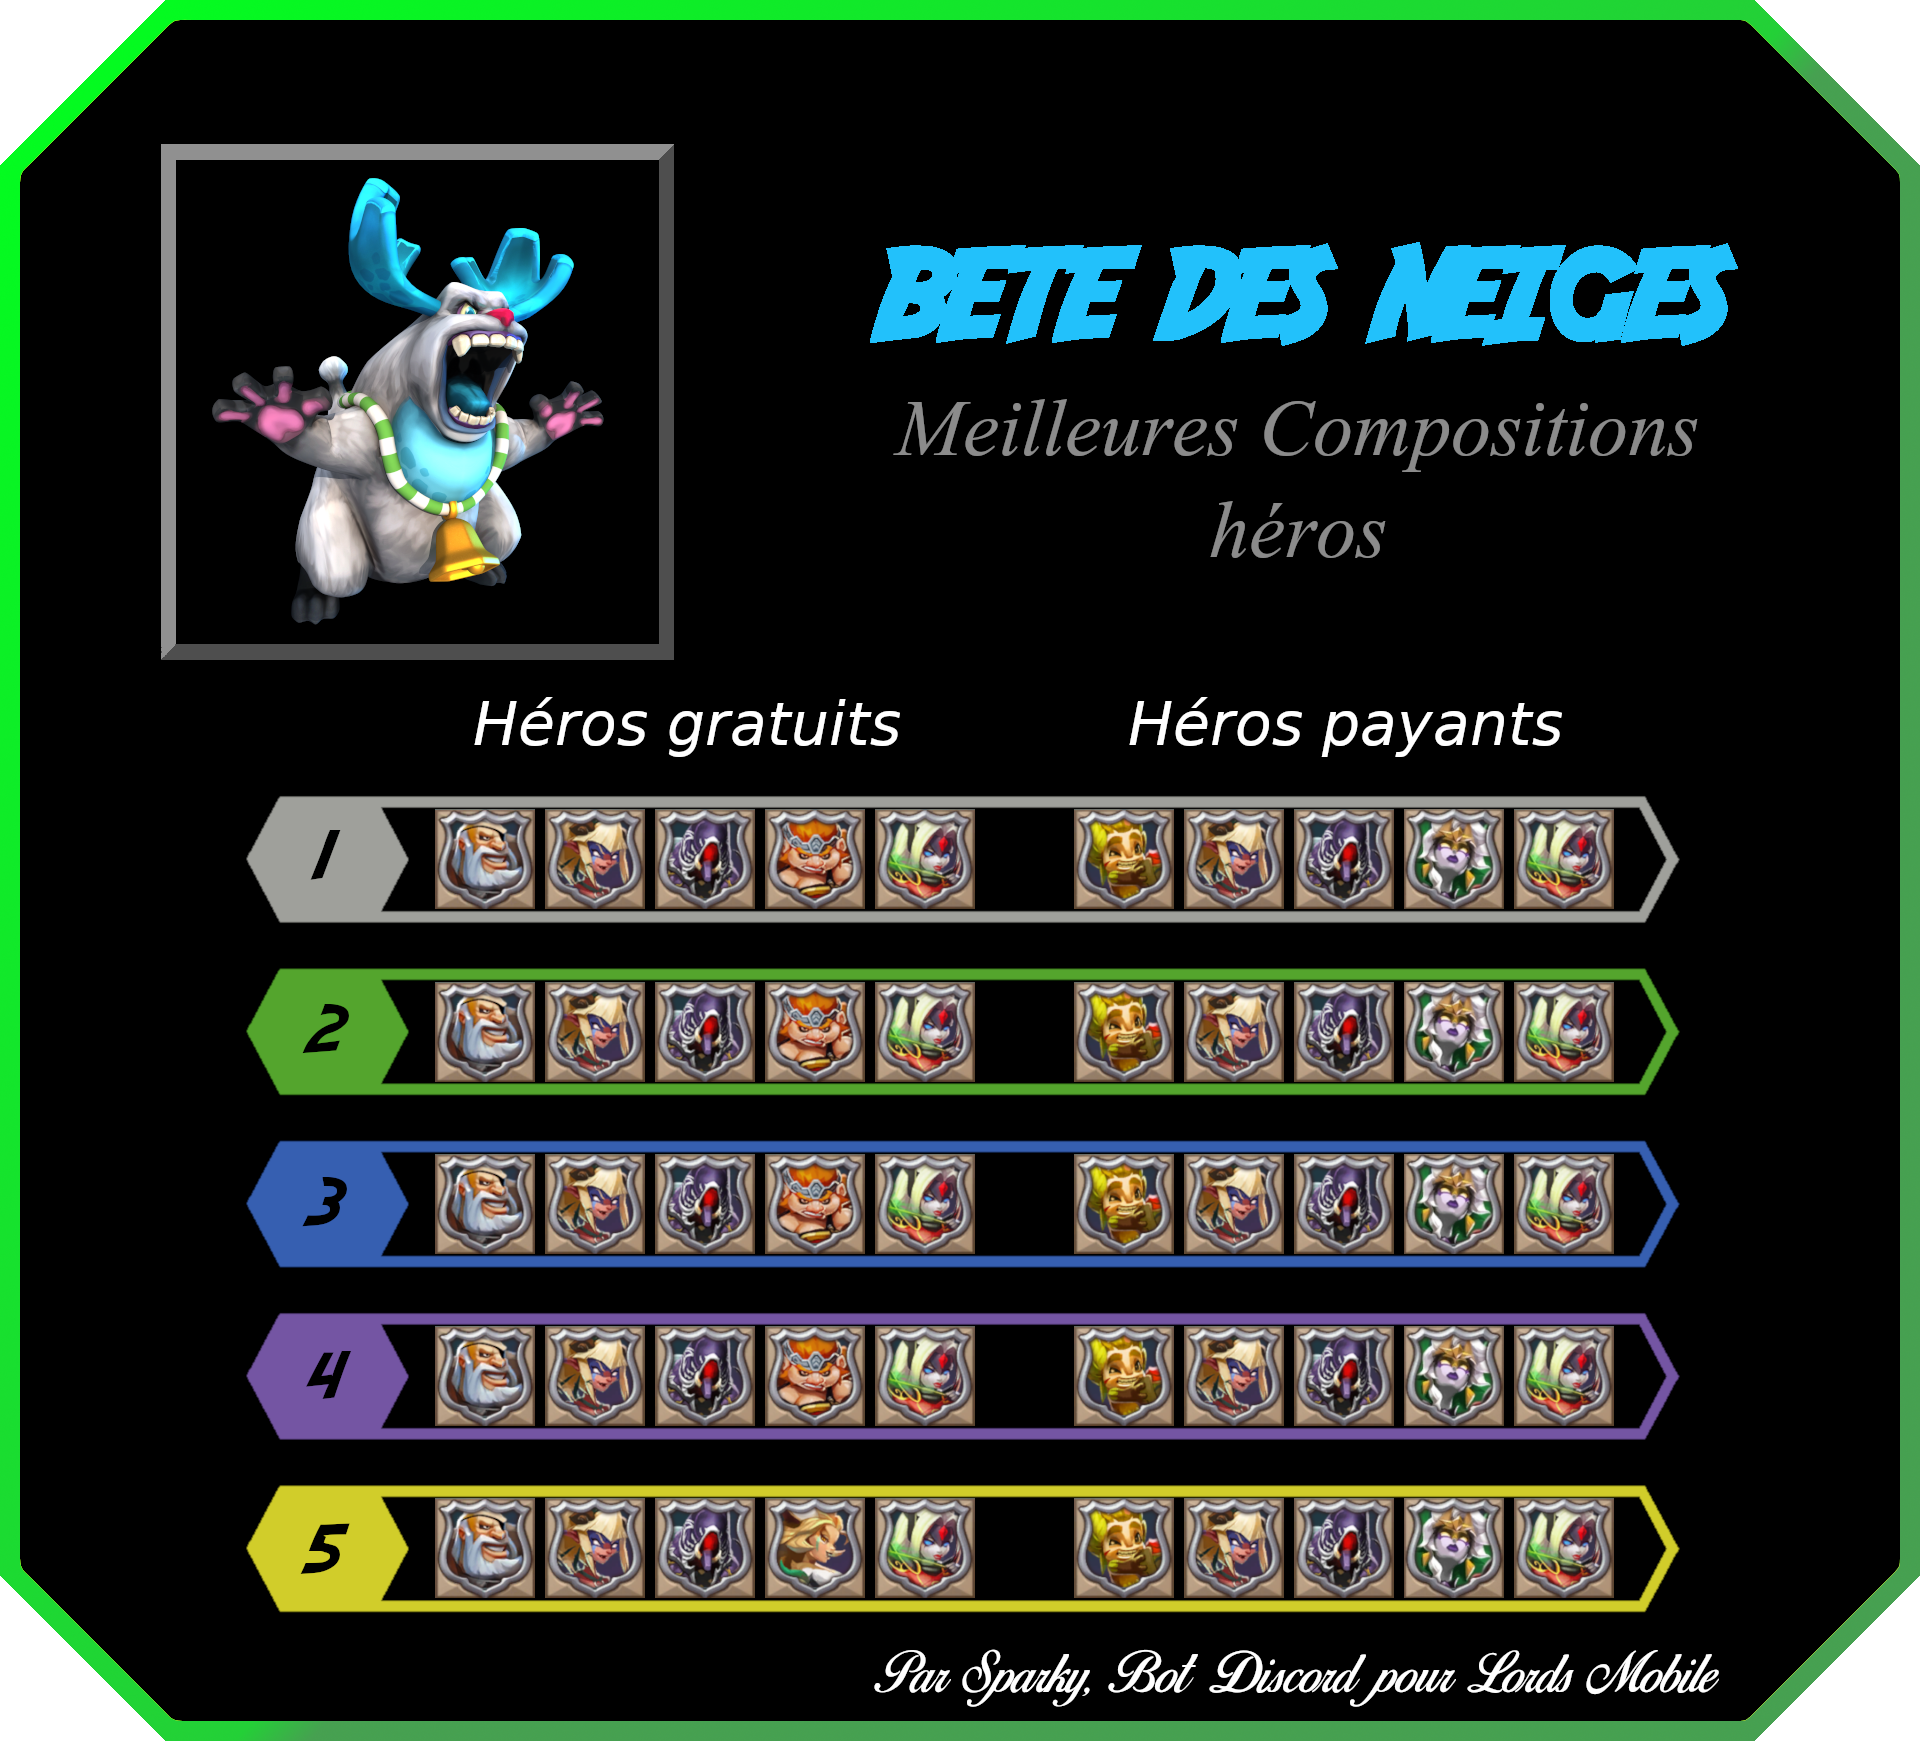 BETE DES NEIGES
Meilleures Compositions
héros
Héros gratuits
Héros payants
1
2
3
4
5
Par Sparky, Bot Discord pour Lords Mobile